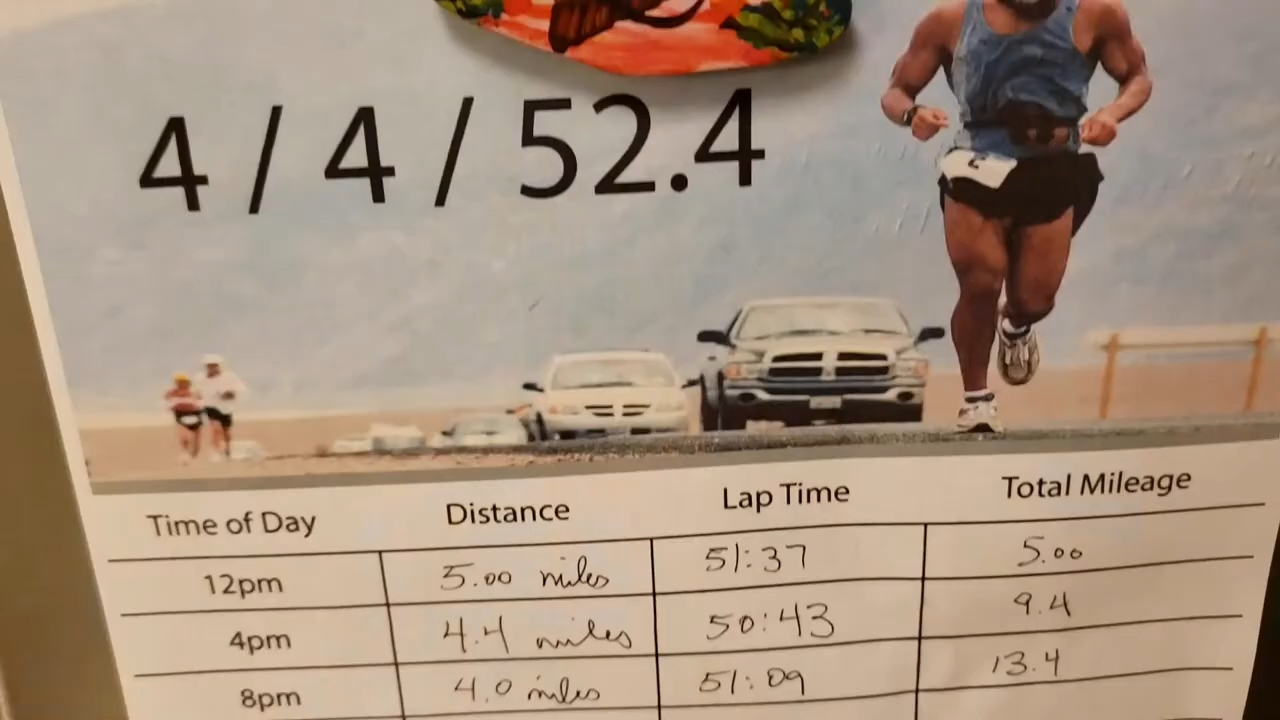 4 / 4 / 52.4
Time of Day Distance Lap Time Total Mileage
12pm 5.00 miles 51:37 5.00
4pm 4.4 miles 50:43 9.4
8pm 4.0 miles 51:09 13.4